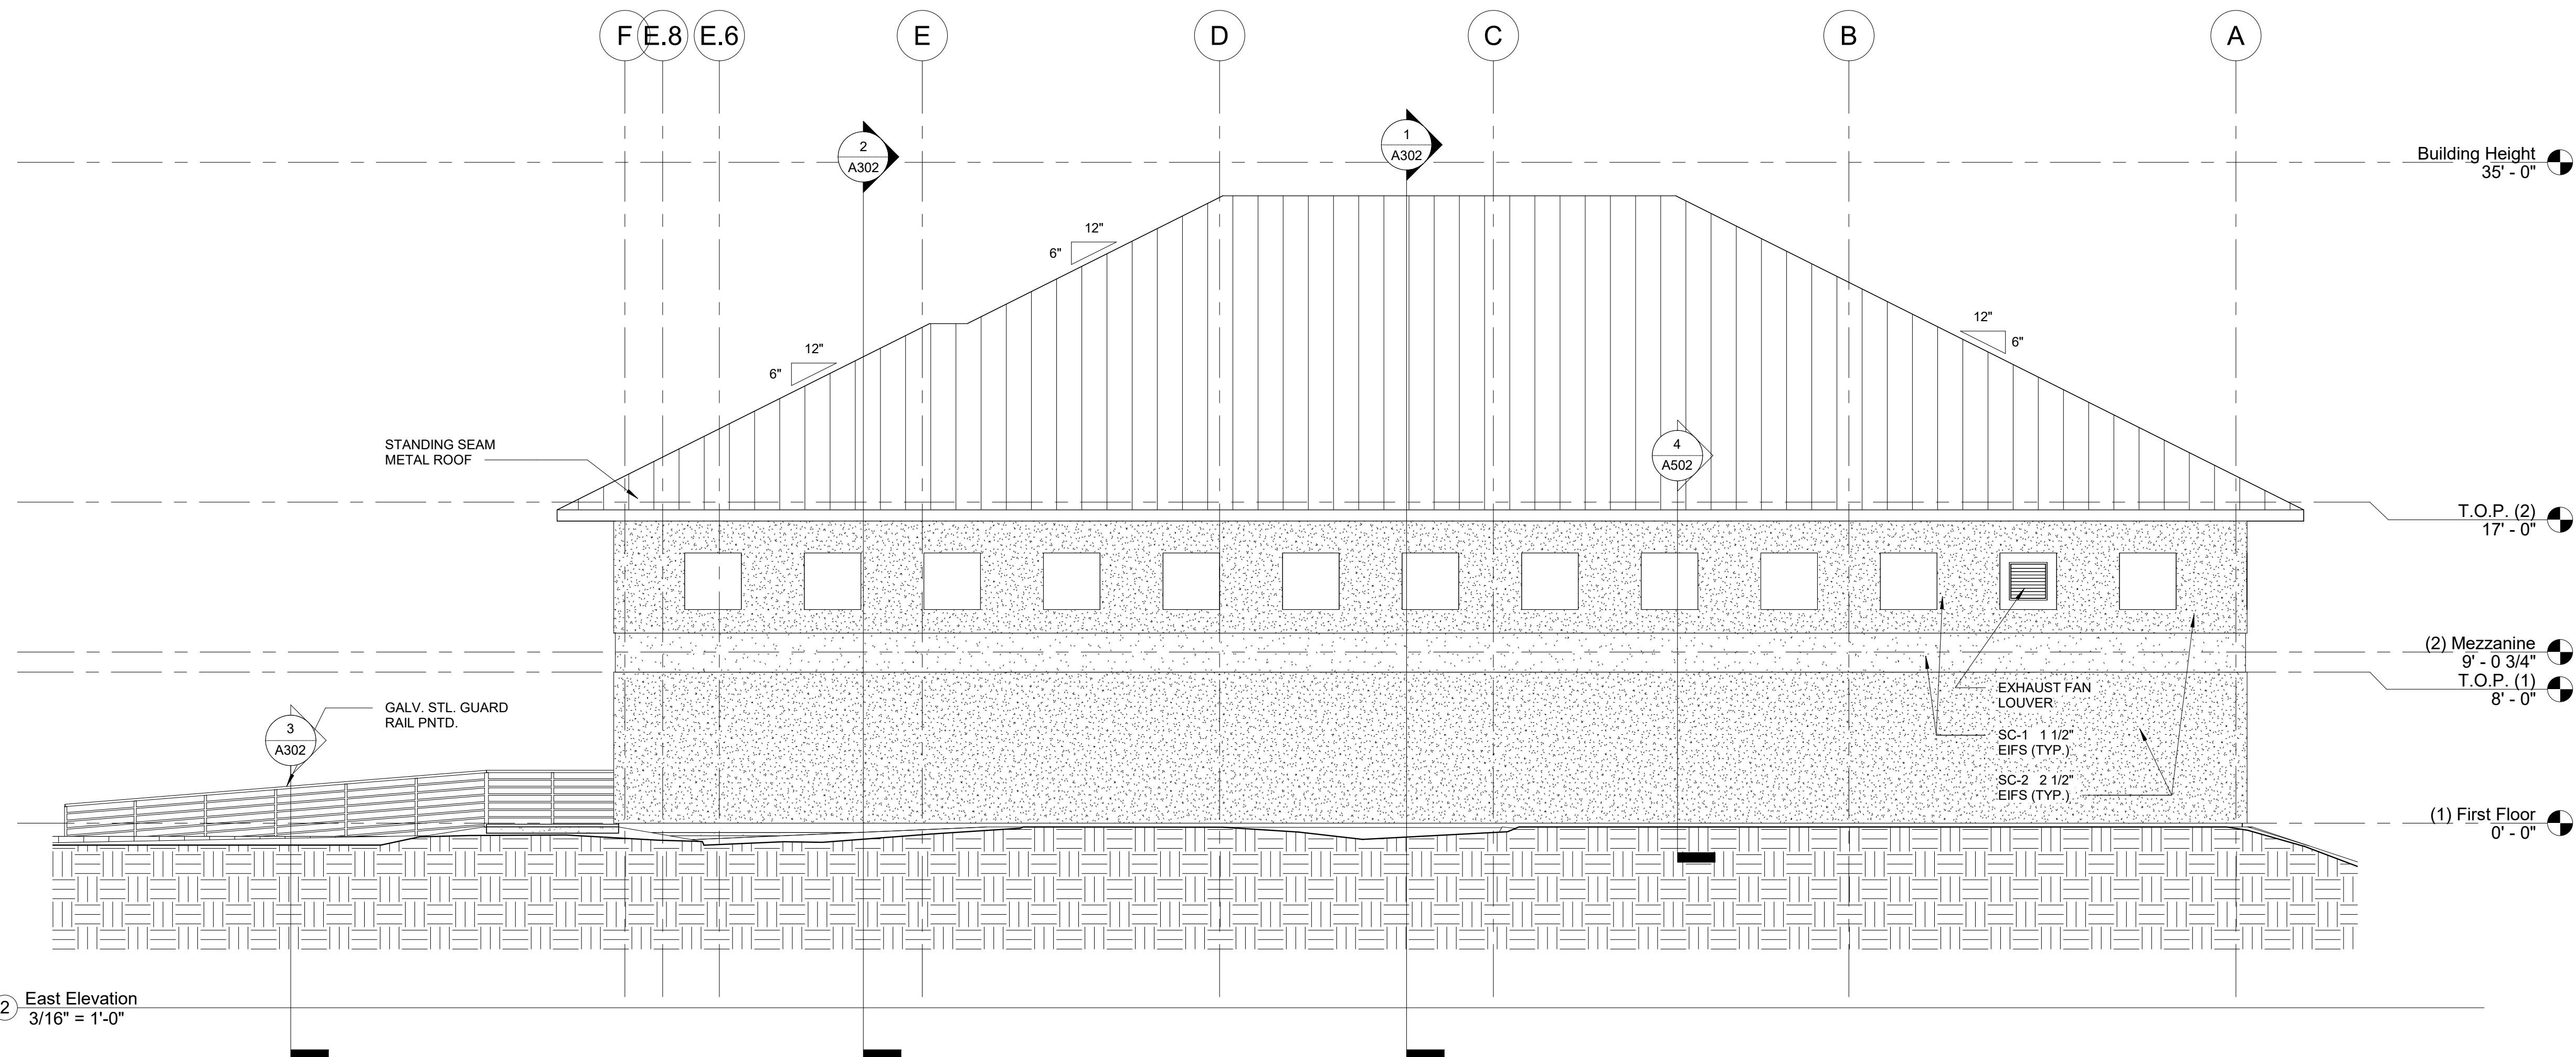 F E.8 E.6 E D C B A
2
A302
1
A302
Building Height
35' - 0"
12"
6"
12"
6"
12"
6"
STANDING SEAM
METAL ROOF
4
A502
T.O.P. (2)
17' - 0"
(2) Mezzanine
9' - 0 3/4"
T.O.P. (1)
8' - 0"
GALV. STL. GUARD
RAIL PNTD.
3
A302
EXHAUST FAN
LOUVER
SC-1 1 1/2"
EIFS (TYP.)
SC-2 2 1/2"
EIFS (TYP.)
(1) First Floor
0' - 0"
2 East Elevation
3/16" = 1'-0"